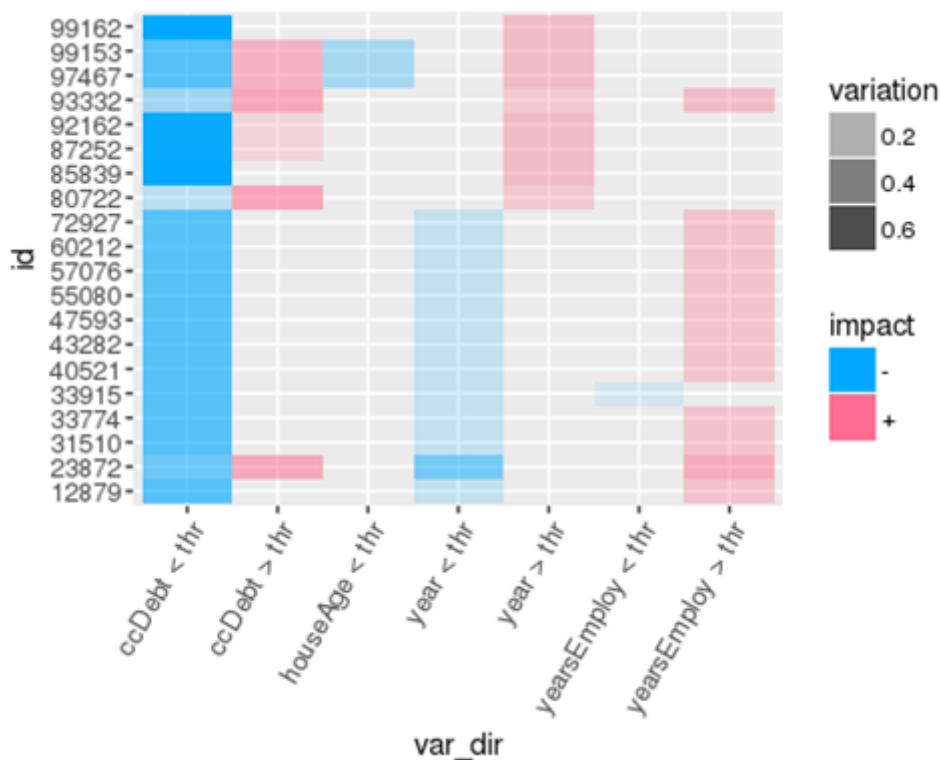 99162
99153
97467
93332
92162
87252
85839
80722
72927
60212
57076
55080
47593
43282
40521
33915
33774
31510
23872
12879
id
ccDebt < thr
ccDebt > thr
houseAge < thr
year < thr
year > thr
yearsEmploy < thr
yearsEmploy > thr
var_dir
variation
0.2
0.4
0.6
impact
-
+